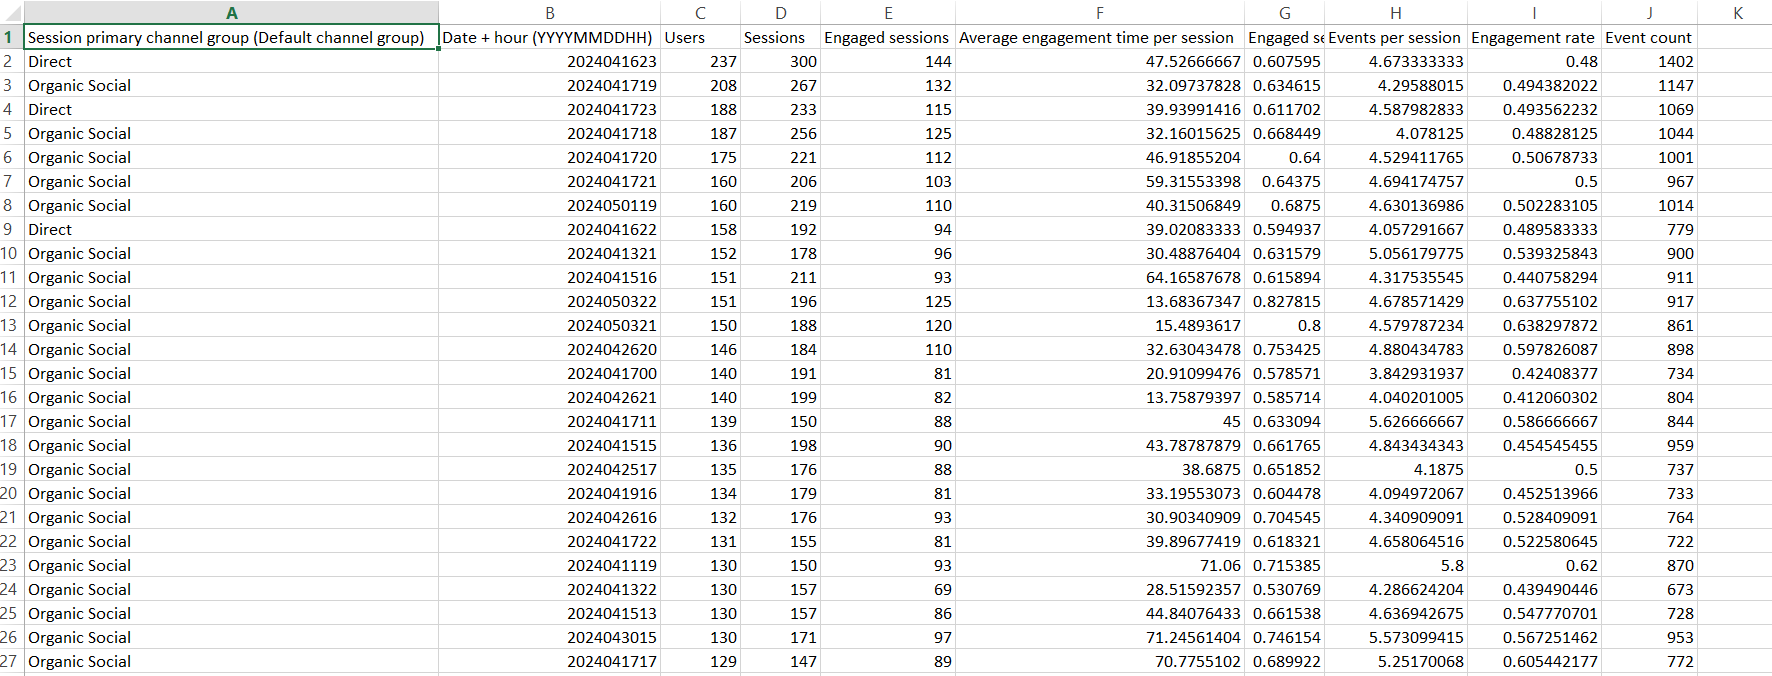 A B C D E F G H I J K
1 Session primary channel group (Default channel group) Date + hour (YYYYMMDDHH) Users Sessions Engaged sessions Average engagement time per session Engaged se Events per session Engagement rate Event count
2 Direct 2024041623 237 300 144 47.52666667 0.607595 4.673333333 0.48 1402
3 Organic Social 2024041719 208 267 132 32.09737828 0.634615 4.29588015 0.494382022 1147
4 Direct 2024041723 188 233 115 39.93991416 0.611702 4.587982833 0.493562232 1069
5 Organic Social 2024041718 187 256 125 32.16015625 0.668449 4.078125 0.48828125 1044
6 Organic Social 2024041720 175 221 112 46.91855204 0.64 4.529411765 0.50678733 1001
7 Organic Social 2024041721 160 206 103 59.31553398 0.64375 4.694174757 0.5 967
8 Organic Social 2024050119 160 219 110 40.31506849 0.6875 4.630136986 0.502283105 1014
9 Direct 2024041622 158 192 94 39.02083333 0.594937 4.057291667 0.489583333 779
10 Organic Social 2024041321 152 178 96 30.48876404 0.631579 5.056179775 0.539325843 900
11 Organic Social 2024041516 151 211 93 64.16587678 0.615894 4.317535545 0.440758294 911
12 Organic Social 2024050322 151 196 125 13.68367347 0.827815 4.678571429 0.637755102 917
13 Organic Social 2024050321 150 188 120 15.4893617 0.8 4.579787234 0.638297872 861
14 Organic Social 2024042620 146 184 110 32.63043478 0.753425 4.880434783 0.597826087 898
15 Organic Social 2024041700 140 191 81 20.91099476 0.578571 3.842931937 0.42408377 734
16 Organic Social 2024042621 140 199 82 13.75879397 0.585714 4.040201005 0.412060302 804
17 Organic Social 2024041711 139 150 88 45 0.633094 5.626666667 0.586666667 844
18 Organic Social 2024041515 136 198 90 43.78787879 0.661765 4.843434343 0.454545455 959
19 Organic Social 2024042517 135 176 88 38.6875 0.651852 4.1875 0.5 737
20 Organic Social 2024041916 134 179 81 33.19553073 0.604478 4.094972067 0.452513966 733
21 Organic Social 2024042616 132 176 93 30.90340909 0.704545 4.340909091 0.528409091 764
22 Organic Social 2024041722 131 155 81 39.89677419 0.618321 4.658064516 0.522580645 722
23 Organic Social 2024041119 130 150 93 71.06 0.715385 5.8 0.62 870
24 Organic Social 2024041322 130 157 69 28.51592357 0.530769 4.286624204 0.439490446 673
25 Organic Social 2024041513 130 157 86 44.84076433 0.661538 4.636942675 0.547770701 728
26 Organic Social 2024043015 130 171 97 71.24561404 0.746154 5.573099415 0.567251462 953
27 Organic Social 2024041717 129 147 89 70.7755102 0.689922 5.25170068 0.605442177 772